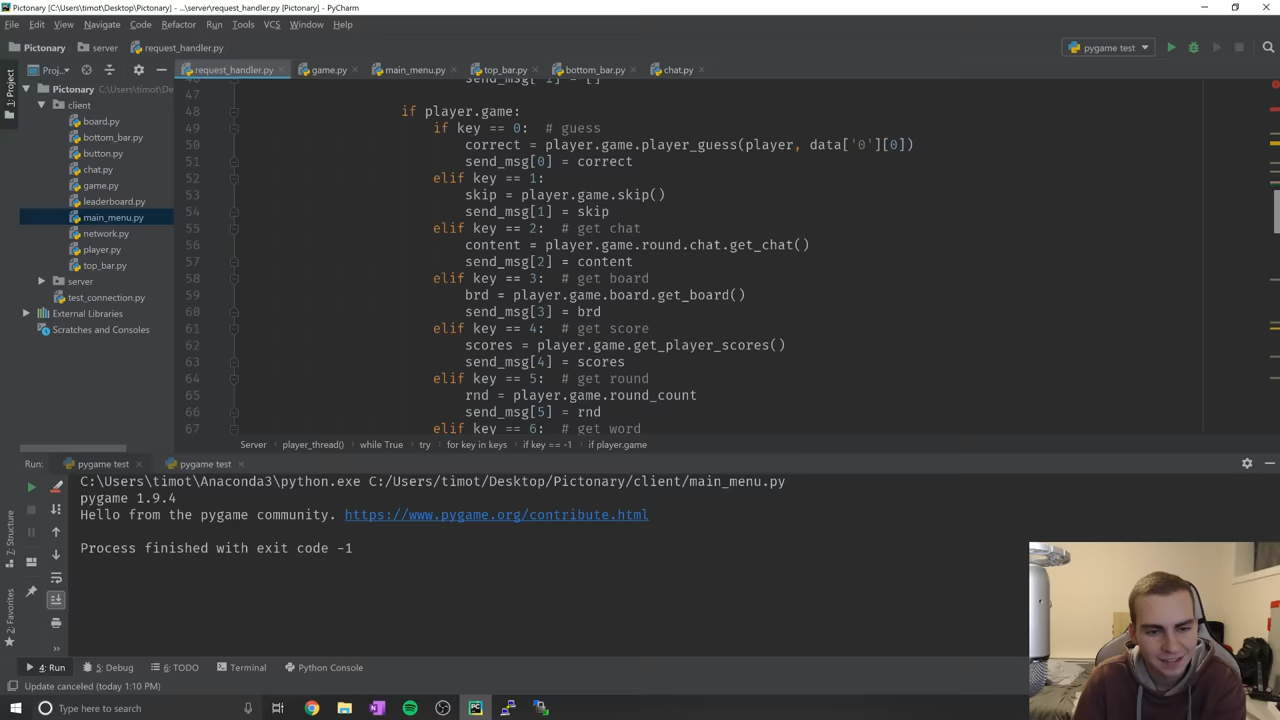 Pictonary [C:\Users\timot\Desktop\Pictonary] - ...\server\request_handler.py [Pictonary] - PyCharm
File Edit View Navigate Code Refactor Run Tools VCS Window Help
Pictonary server request_handler.py pygame test
Proj... request_handler.py game.py main_menu.py top_bar.py bottom_bar.py chat.py
1: Project
Pictonary C:\Users\timot\De
client
board.py
bottom_bar.py
button.py
chat.py
game.py
leaderboard.py
main_menu.py
network.py
player.py
top_bar.py
server
test_connection.py
External Libraries
Scratches and Consoles
47
48 if player.game:
49 if key == 0: # guess
50 correct = player.game.player_guess(player, data['0'][0])
51 send_msg[0] = correct
52 elif key == 1:
53 skip = player.game.skip()
54 send_msg[1] = skip
55 elif key == 2: # get chat
56 content = player.game.round.chat.get_chat()
57 send_msg[2] = content
58 elif key == 3: # get board
59 brd = player.game.board.get_board()
60 send_msg[3] = brd
61 elif key == 4: # get score
62 scores = player.game.get_player_scores()
63 send_msg[4] = scores
64 elif key == 5: # get round
65 rnd = player.game.round_count
66 send_msg[5] = rnd
67 elif key == 6: # get word
Server player_thread() while True try for key in keys if key == -1 if player.game
Run: pygame test pygame test
C:\Users\timot\Anaconda3\python.exe C:/Users/timot/Desktop/Pictonary/client/main_menu.py
pygame 1.9.4
Hello from the pygame community. https://www.pygame.org/contribute.html
Process finished with exit code -1
Z: Structure
2: Favorites
4: Run 5: Debug 6: TODO Terminal Python Console
Update canceled (today 1:10 PM)
Type here to search